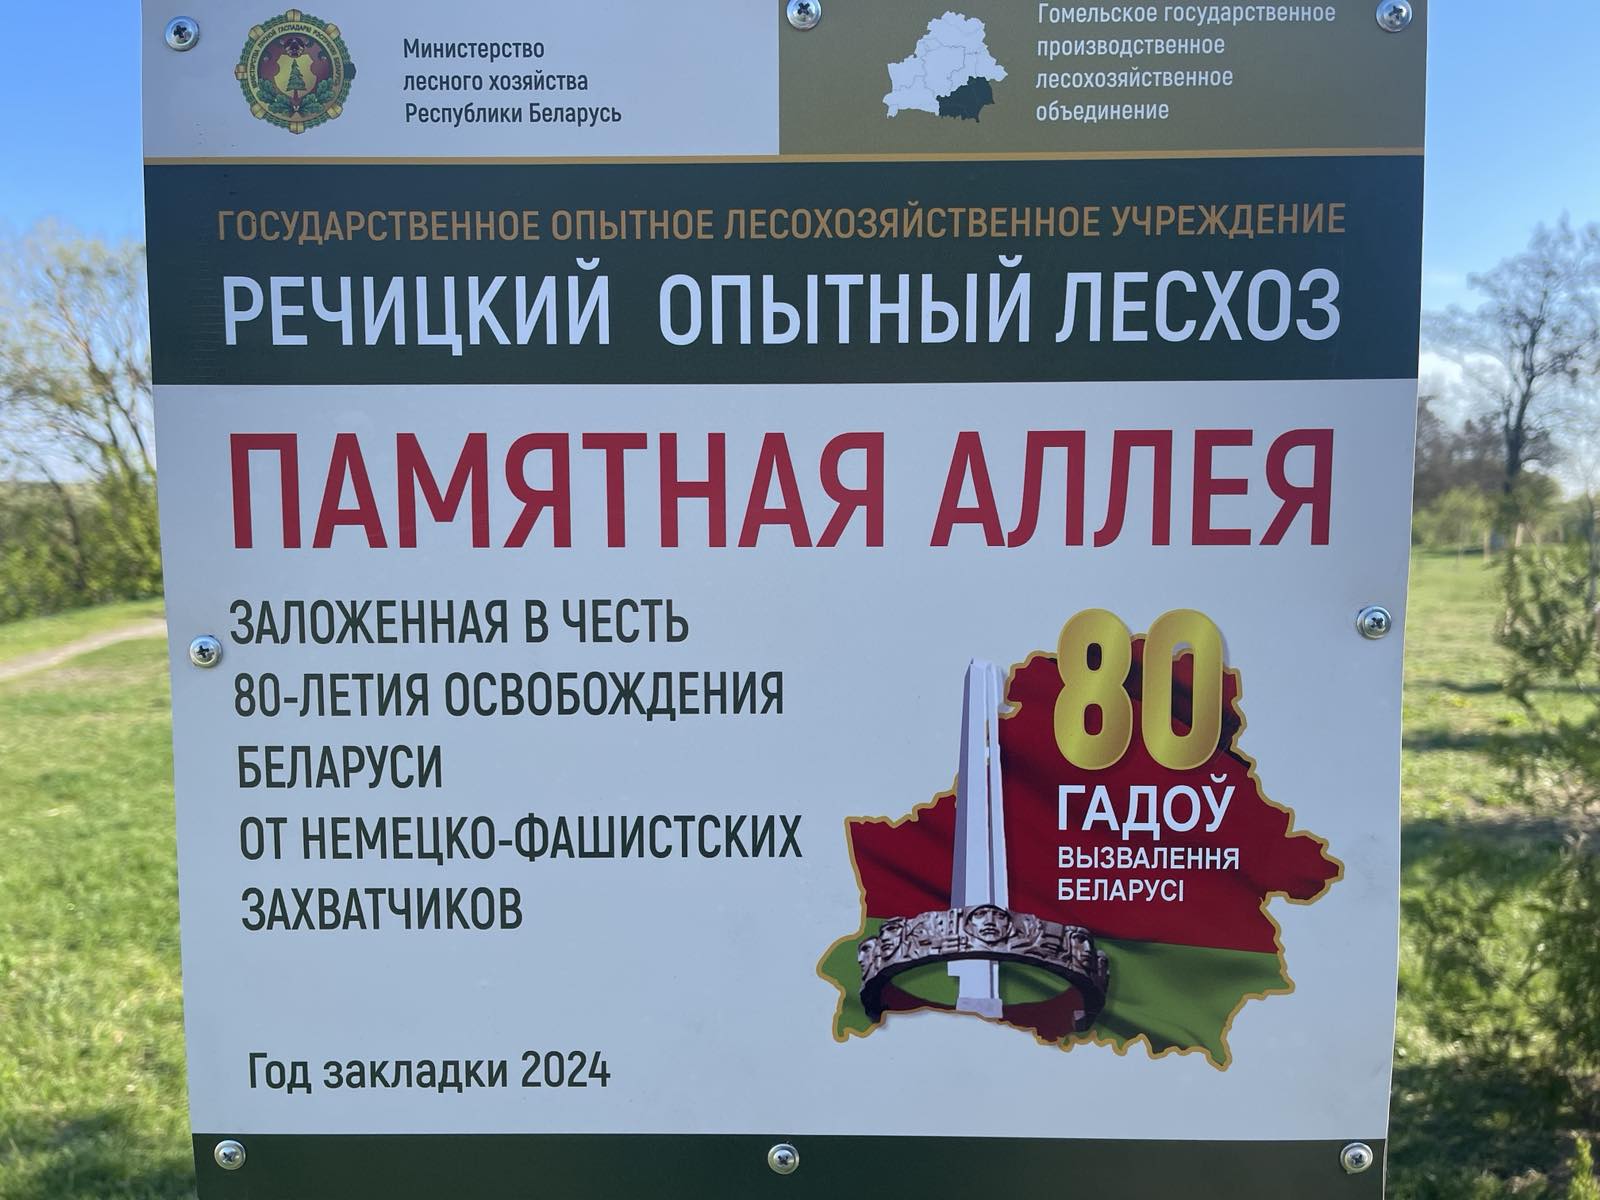 Министерство
лесного хозяйства
Республики Беларусь
Гомельское государственное
производственное
лесохозяйственное
объединение
ГОСУДАРСТВЕННОЕ ОПЫТНОЕ ЛЕСОХОЗЯЙСТВЕННОЕ УЧРЕЖДЕНИЕ
РЕЧИЦКИЙ ОПЫТНЫЙ ЛЕСХОЗ
ПАМЯТНАЯ АЛЛЕЯ
ЗАЛОЖЕННАЯ В ЧЕСТЬ
80-ЛЕТИЯ ОСВОБОЖДЕНИЯ
БЕЛАРУСИ
ОТ НЕМЕЦКО-ФАШИСТСКИХ
ЗАХВАТЧИКОВ
80
ГАДОЎ
ВЫЗВАЛЕННЯ
БЕЛАРУСІ
Год закладки 2024